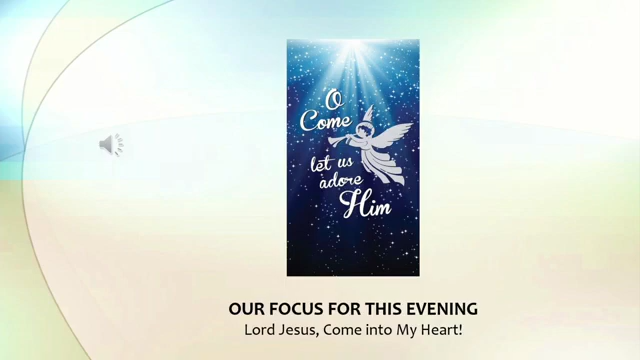 O
Come
let us
adore
Him
OUR FOCUS FOR THIS EVENING
Lord Jesus, Come into My Heart!